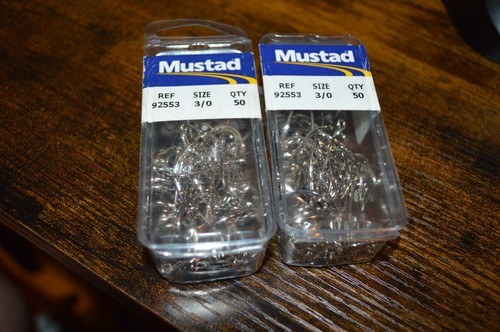 Mustad
REF SIZE QTY
92553 3/0 50
Mustad
REF SIZE QTY
92553 3/0 50